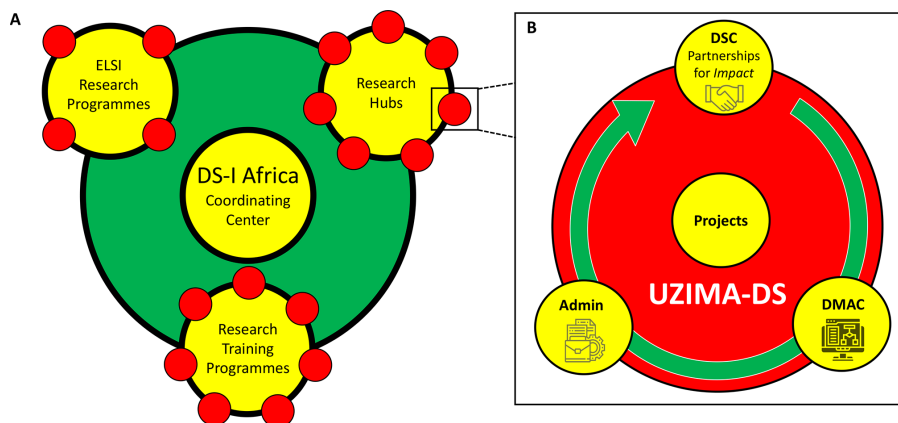 A
ELSI
Research
Programmes
Research
Hubs
DS-I Africa
Coordinating
Center
Research
Training
Programmes
B
DSC
Partnerships
for Impact
Projects
UZIMA-DS
Admin
DMAC